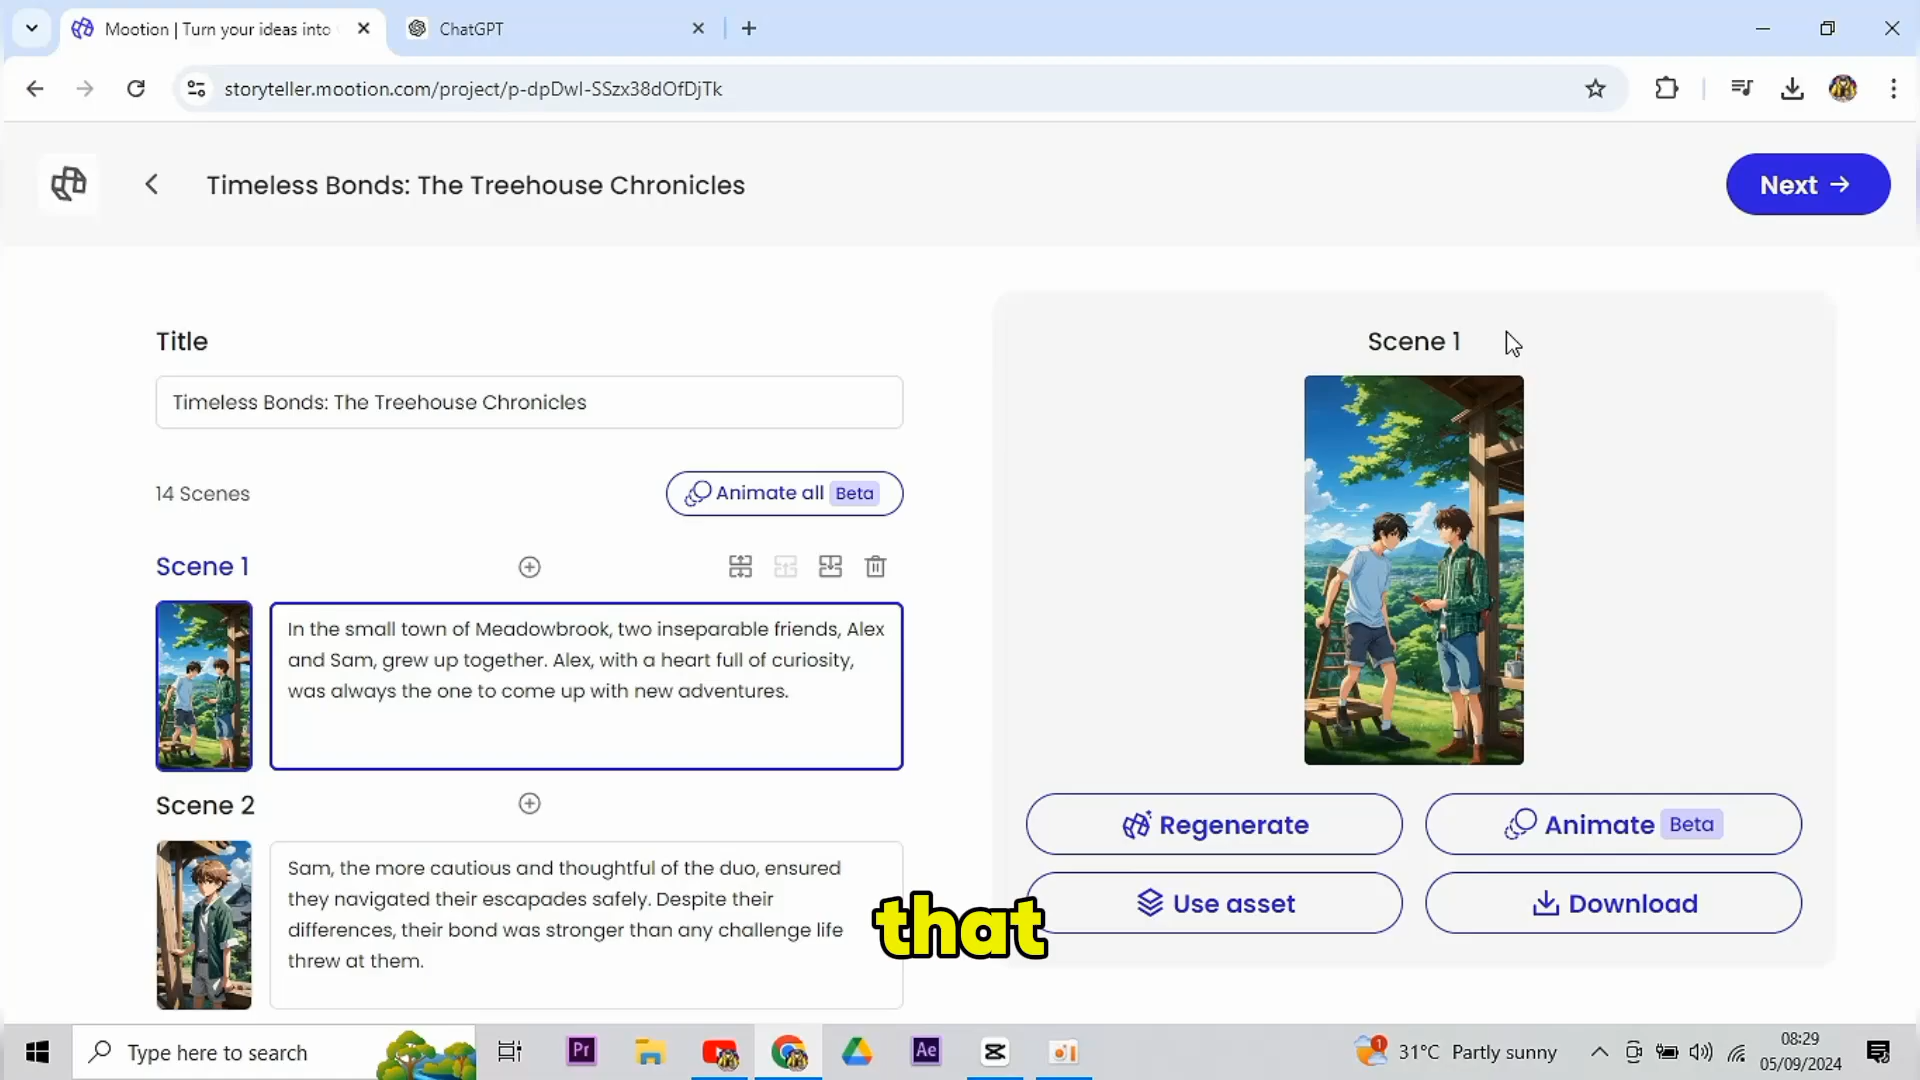 Mootion | Turn your ideas into
ChatGPT
storyteller.mootion.com/project/p-dpDwI-SSzx38dOfDjTk
Timeless Bonds: The Treehouse Chronicles
Next →
Title
Timeless Bonds: The Treehouse Chronicles
14 Scenes
Animate all Beta
Scene 1
In the small town of Meadowbrook, two inseparable friends, Alex
and Sam, grew up together. Alex, with a heart full of curiosity,
was always the one to come up with new adventures.
Scene 2
Sam, the more cautious and thoughtful of the duo, ensured
they navigated their escapades safely. Despite their
differences, their bond was stronger than any challenge life
threw at them.
Scene 1
Regenerate
Animate Beta
Use asset
Download
that
Type here to search
Pr
Ae
1
31°C Partly sunny
08:29
05/09/2024